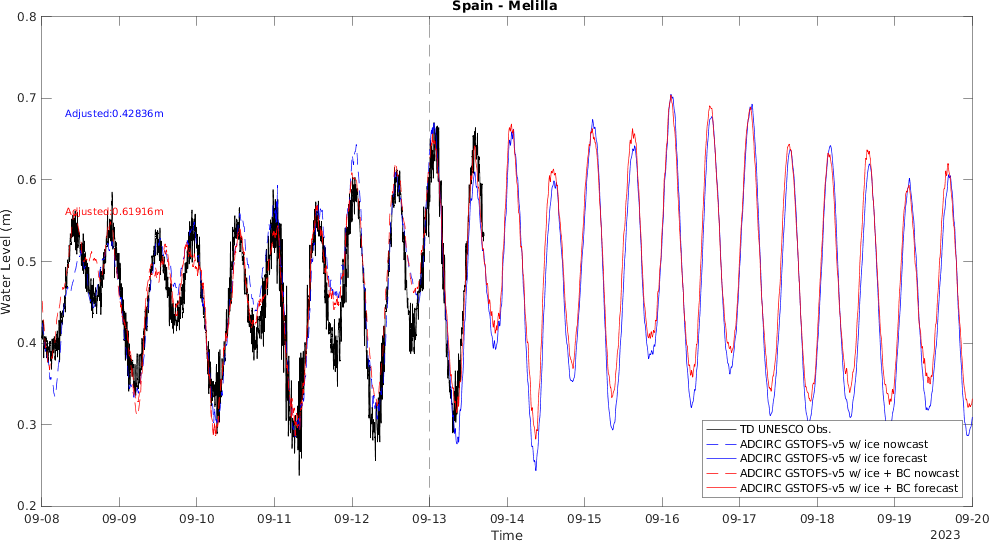 Spain - Melilla
0.8
0.7
0.6
0.5
0.4
0.3
0.2
Water Level (m)
Adjusted:0.42836m
Adjusted:0.61916m
TD UNESCO Obs.
ADCIRC GSTOFS-v5 w/ ice nowcast
ADCIRC GSTOFS-v5 w/ ice forecast
ADCIRC GSTOFS-v5 w/ ice + BC nowcast
ADCIRC GSTOFS-v5 w/ ice + BC forecast
09-08 09-09 09-10 09-11 09-12 09-13 09-14 09-15 09-16 09-17 09-18 09-19 09-20
Time
2023